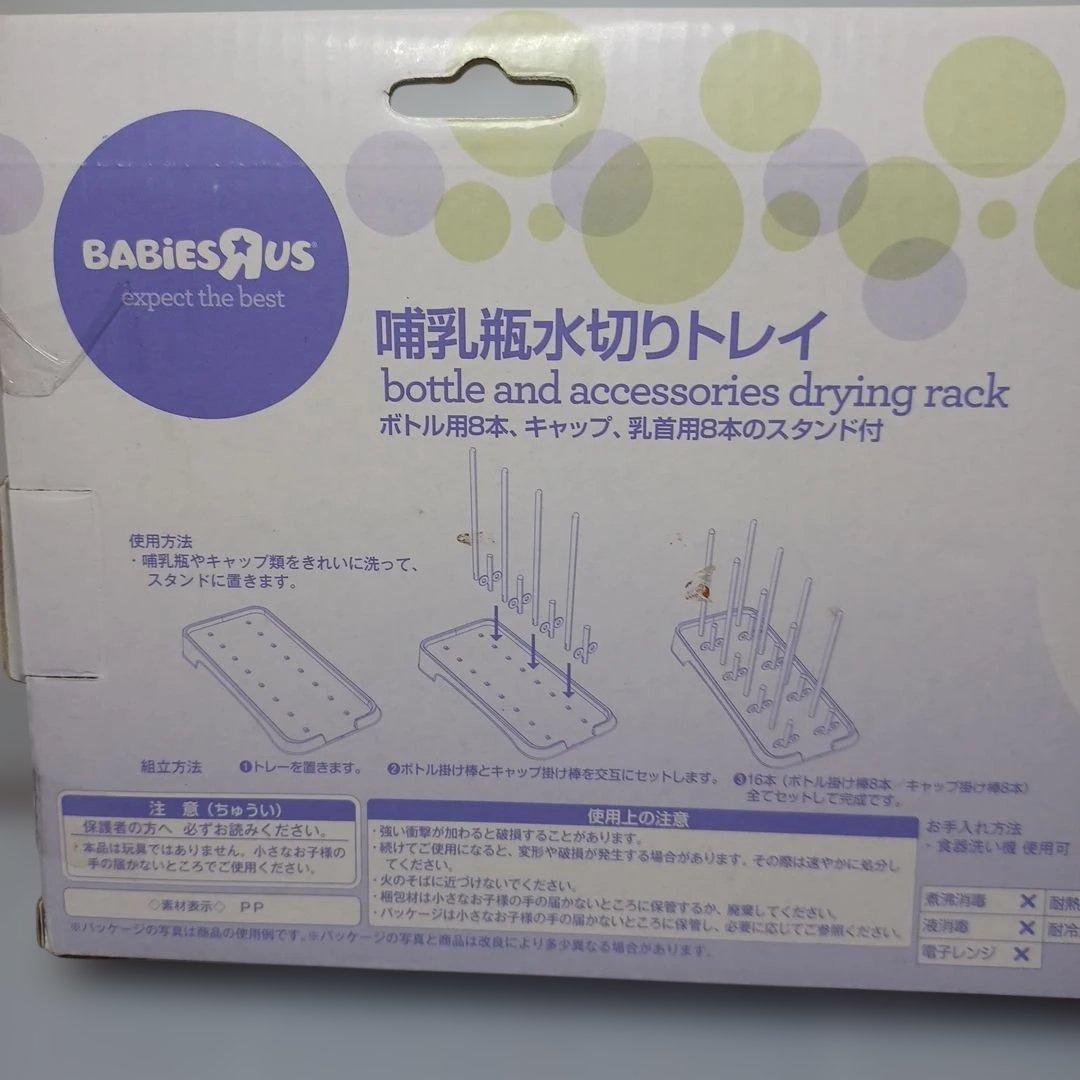 BABIESRUS
expect the best
哺乳瓶水切りトレイ
bottle and accessories drying rack
ボトル用8本、キャップ、乳首用8本のスタンド付
使用方法
・哺乳瓶やキャップ類をきれいに洗って、
スタンドに置きます。
組立方法
❶トレーを置きます。
❷ボトル掛け棒とキャップ掛け棒を交互にセットします。
❸16本（ボトル掛け棒8本／キャップ掛け棒8本）
全てセットして完成です。
注 意（ちゅうい）
保護者の方へ 必ずお読みください。
・本品は玩具ではありません。小さなお子様の
手の届かないところでご使用ください。
◇素材表示◇ PP
使用上の注意
・強い衝撃が加わると破損することがあります。
・続けてご使用になると、変形や破損が発生する場合があります。その際は速やかに処分し
てください。
・火のそばに近づけないでください。
・梱包材は小さなお子様の手の届かないところに保管するか、廃棄してください。
・パッケージは小さなお子様の手の届かないところに保管し、必要に応じてご参照ください。
お手入れ方法
・食器洗い機 使用可
煮沸消毒 ✕ 耐熱
液消毒 ✕ 耐冷
電子レンジ ✕
※パッケージの写真は商品の使用例です。※パッケージの写真と商品は改良により多少異なる場合があります。